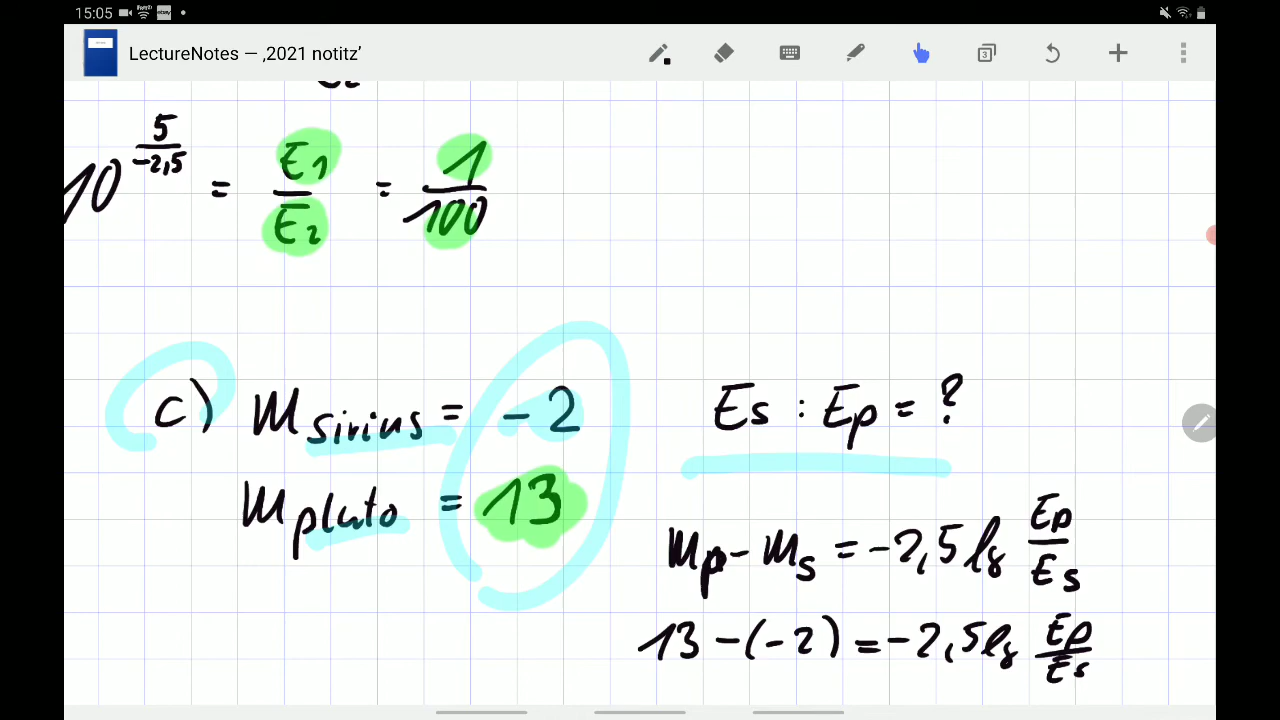 15:05
LectureNotes — ‚2021 notitz’
3
10^(5/-2,5) = E₁/E₂ = 1/100
c) m_Sirius = -2 Es : Ep = ?
m_pluto = 13
m_p - m_s = -2,5 lg Ep/Es
13 - (-2) = -2,5 lg Ep/Es